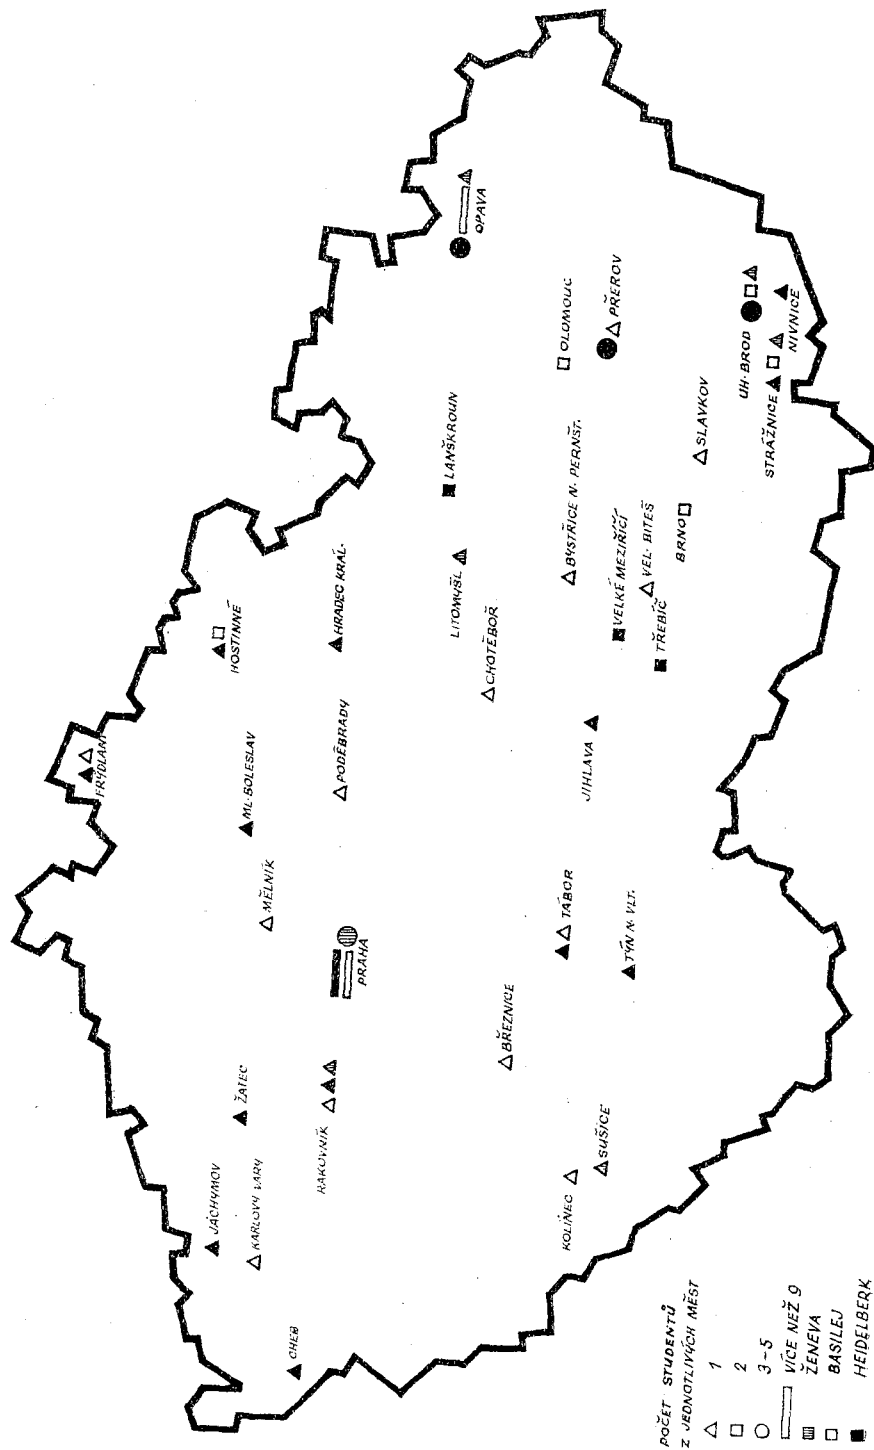 FRÝDLANT
HOSTINNÉ
ML. BOLESLAV
MĚLNÍK
JÁCHYMOV
ŽATEC
KARLOVY VARY
CHEB
RAKOVNÍK
PRAHA
PODĚBRADY
HRADEC KRÁL.
LITOMYŠL
LANŠKROUN
OPAVA
CHOTĚBOŘ
BŘEZNICE
KOLINEC
SUŠICE
TÁBOR
TÝN N. VLT.
JIHLAVA
BYSTŘICE N. PERNŠT.
OLOMOUC
PŘEROV
VELKÉ MEZIŘÍČÍ
VEL. BITEŠ
TŘEBÍČ
BRNO
SLAVKOV
UH. BROD
STRÁŽNICE
NIVNICE
POČET STUDENTŮ
Z JEDNOTLIVÝCH MĚST
1
2
3-5
VÍCE NEŽ 9
ŽENEVA
BASILEJ
HEIDELBERK